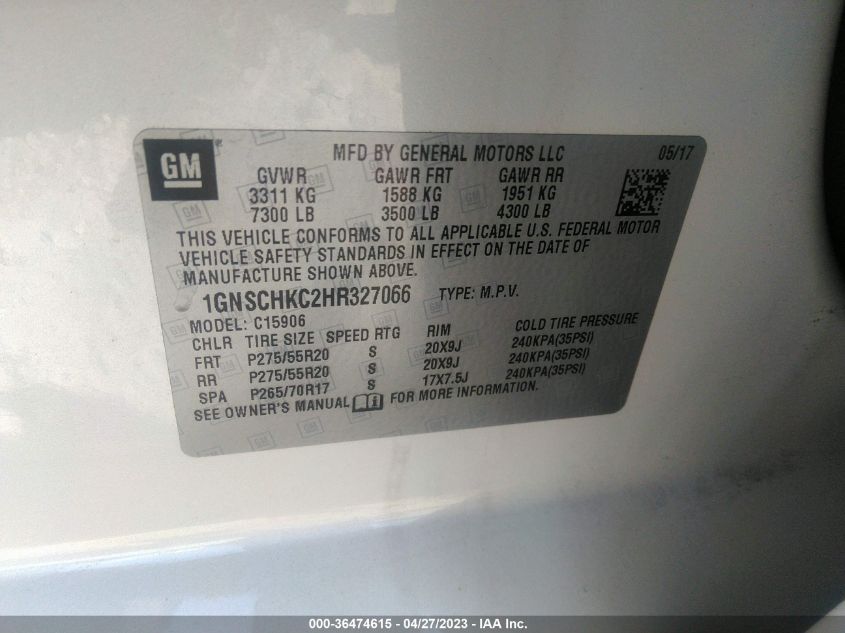 GM
MFD BY GENERAL MOTORS LLC 05/17
GVWR GAWR FRT GAWR RR
3311 KG 1588 KG 1951 KG
7300 LB 3500 LB 4300 LB
THIS VEHICLE CONFORMS TO ALL APPLICABLE U.S. FEDERAL MOTOR
VEHICLE SAFETY STANDARDS IN EFFECT ON THE DATE OF
MANUFACTURE SHOWN ABOVE.
1GNSCHKC2HR327066 TYPE: M.P.V.
MODEL: C15906
CHLR TIRE SIZE SPEED RTG RIM COLD TIRE PRESSURE
FRT P275/55R20 S 20X9J 240KPA(35PSI)
RR P275/55R20 S 20X9J 240KPA(35PSI)
SPA P265/70R17 S 17X7.5J 240KPA(35PSI)
SEE OWNER'S MANUAL FOR MORE INFORMATION.
000-36474615 - 04/27/2023 - IAA Inc.